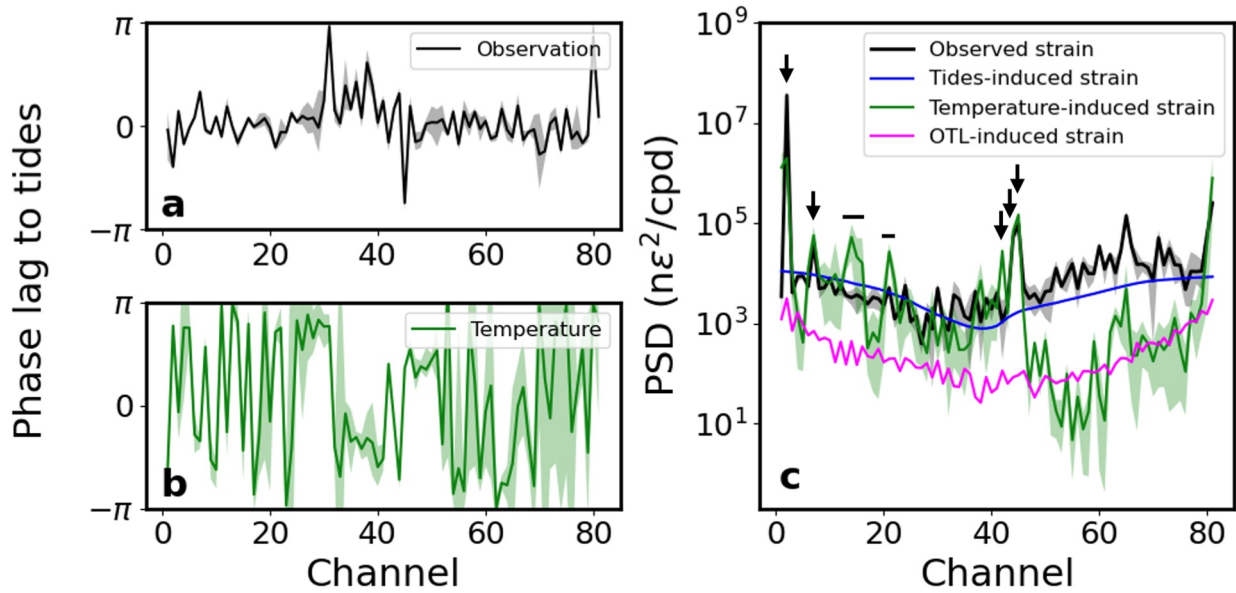 Phase lag to tides
π
0
−π
Observation
a
0 20 40 60 80
π
0
−π
Temperature
b
0 20 40 60 80
Channel
PSD (nε²/cpd)
10⁹
10⁷
10⁵
10³
10¹
Observed strain
Tides-induced strain
Temperature-induced strain
OTL-induced strain
c
0 20 40 60 80
Channel